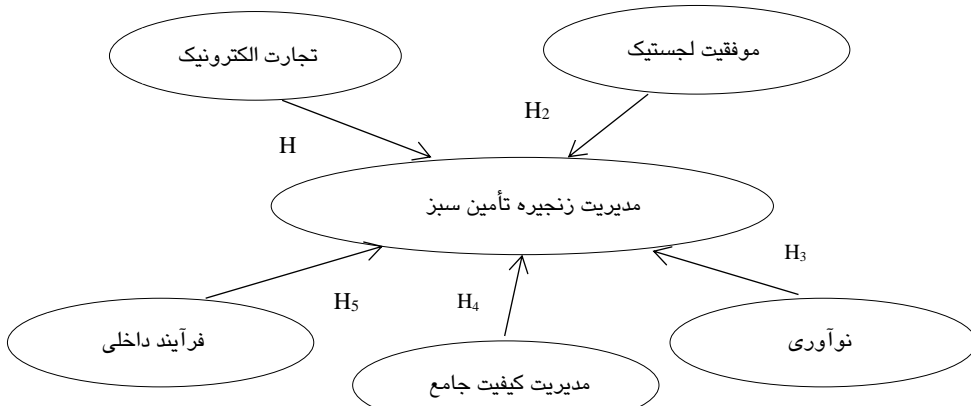 موفقیت لجستیک
تجارت الکترونیک
H2
H
مدیریت زنجیره تأمین سبز
H3
H4
H5
نوآوری
فرآیند داخلی
مدیریت کیفیت جامع